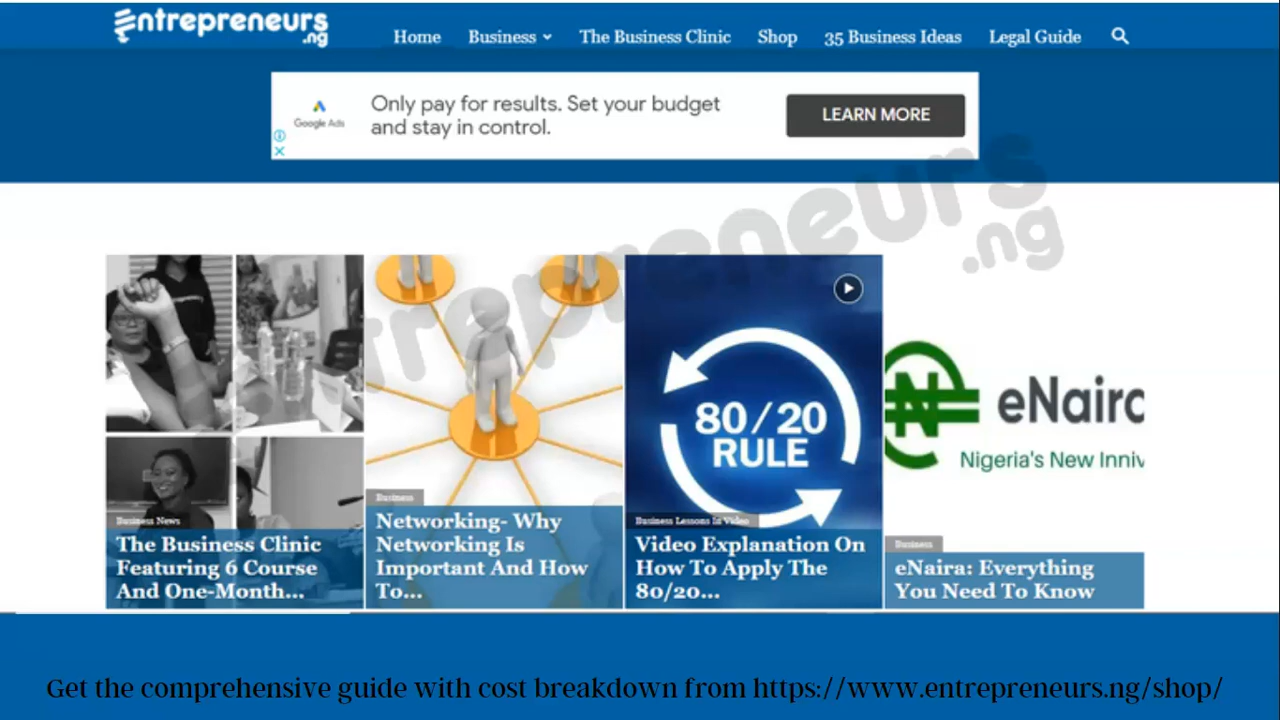 Entrepreneurs
.ng
Home Business The Business Clinic Shop 35 Business Ideas Legal Guide
Google Ads
Only pay for results. Set your budget
and stay in control.
LEARN MORE
entrepreneurs
.ng
80/20
RULE
eNaira
Nigeria's New Inniv
Business News
The Business Clinic
Featuring 6 Course
And One-Month...
Business
Networking- Why
Networking Is
Important And How
To...
Business Lessons In Video
Video Explanation On
How To Apply The
80/20...
Business
eNaira: Everything
You Need To Know
Get the comprehensive guide with cost breakdown from https://www.entrepreneurs.ng/shop/